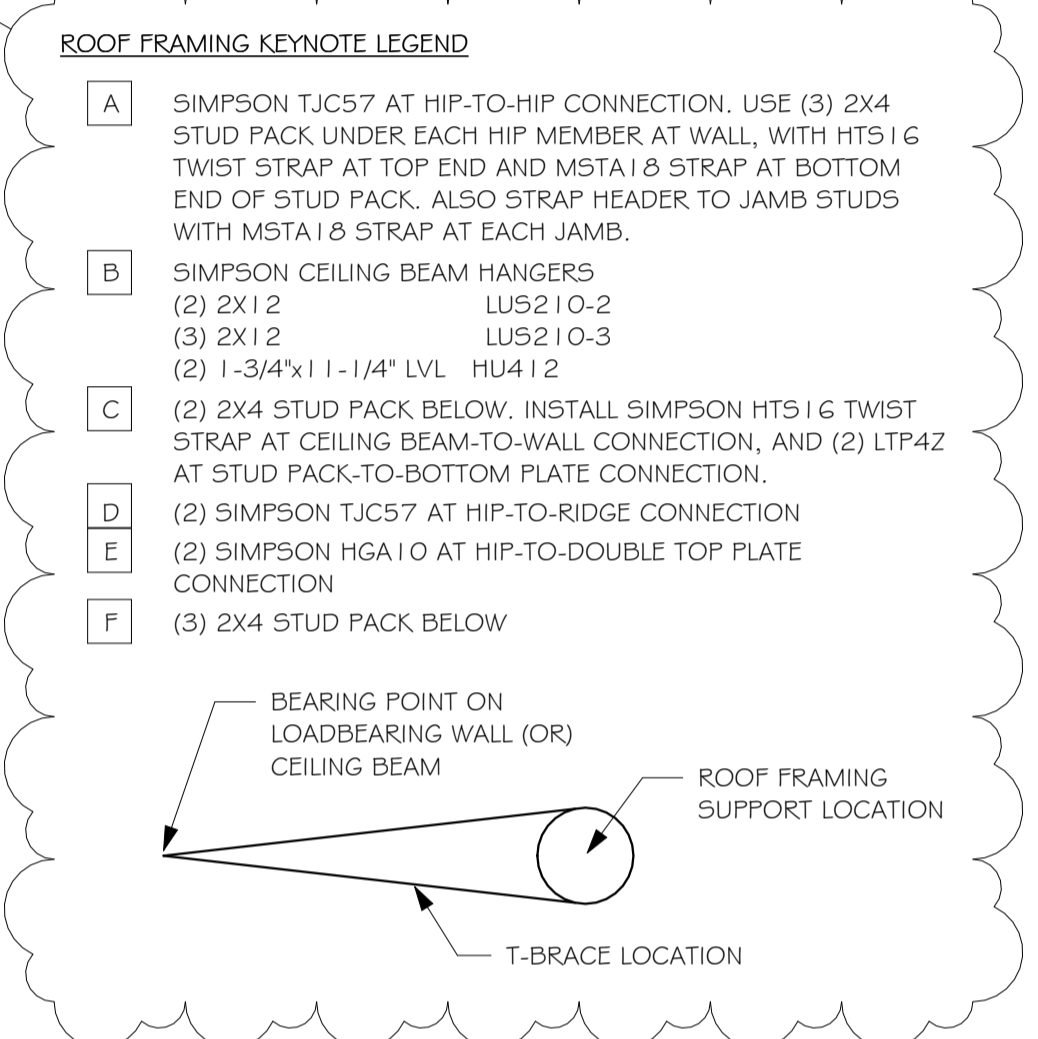 ROOF FRAMING KEYNOTE LEGEND
A SIMPSON TJC57 AT HIP-TO-HIP CONNECTION. USE (3) 2X4
STUD PACK UNDER EACH HIP MEMBER AT WALL, WITH HTS16
TWIST STRAP AT TOP END AND MSTA18 STRAP AT BOTTOM
END OF STUD PACK. ALSO STRAP HEADER TO JAMB STUDS
WITH MSTA18 STRAP AT EACH JAMB.
B SIMPSON CEILING BEAM HANGERS
(2) 2X12 LUS210-2
(3) 2X12 LUS210-3
(2) 1-3/4"x11-1/4" LVL HU412
C (2) 2X4 STUD PACK BELOW. INSTALL SIMPSON HTS16 TWIST
STRAP AT CEILING BEAM-TO-WALL CONNECTION, AND (2) LTP4Z
AT STUD PACK-TO-BOTTOM PLATE CONNECTION.
D (2) SIMPSON TJC57 AT HIP-TO-RIDGE CONNECTION
E (2) SIMPSON HGA10 AT HIP-TO-DOUBLE TOP PLATE
CONNECTION
F (3) 2X4 STUD PACK BELOW
BEARING POINT ON
LOADBEARING WALL (OR)
CEILING BEAM
ROOF FRAMING
SUPPORT LOCATION
T-BRACE LOCATION